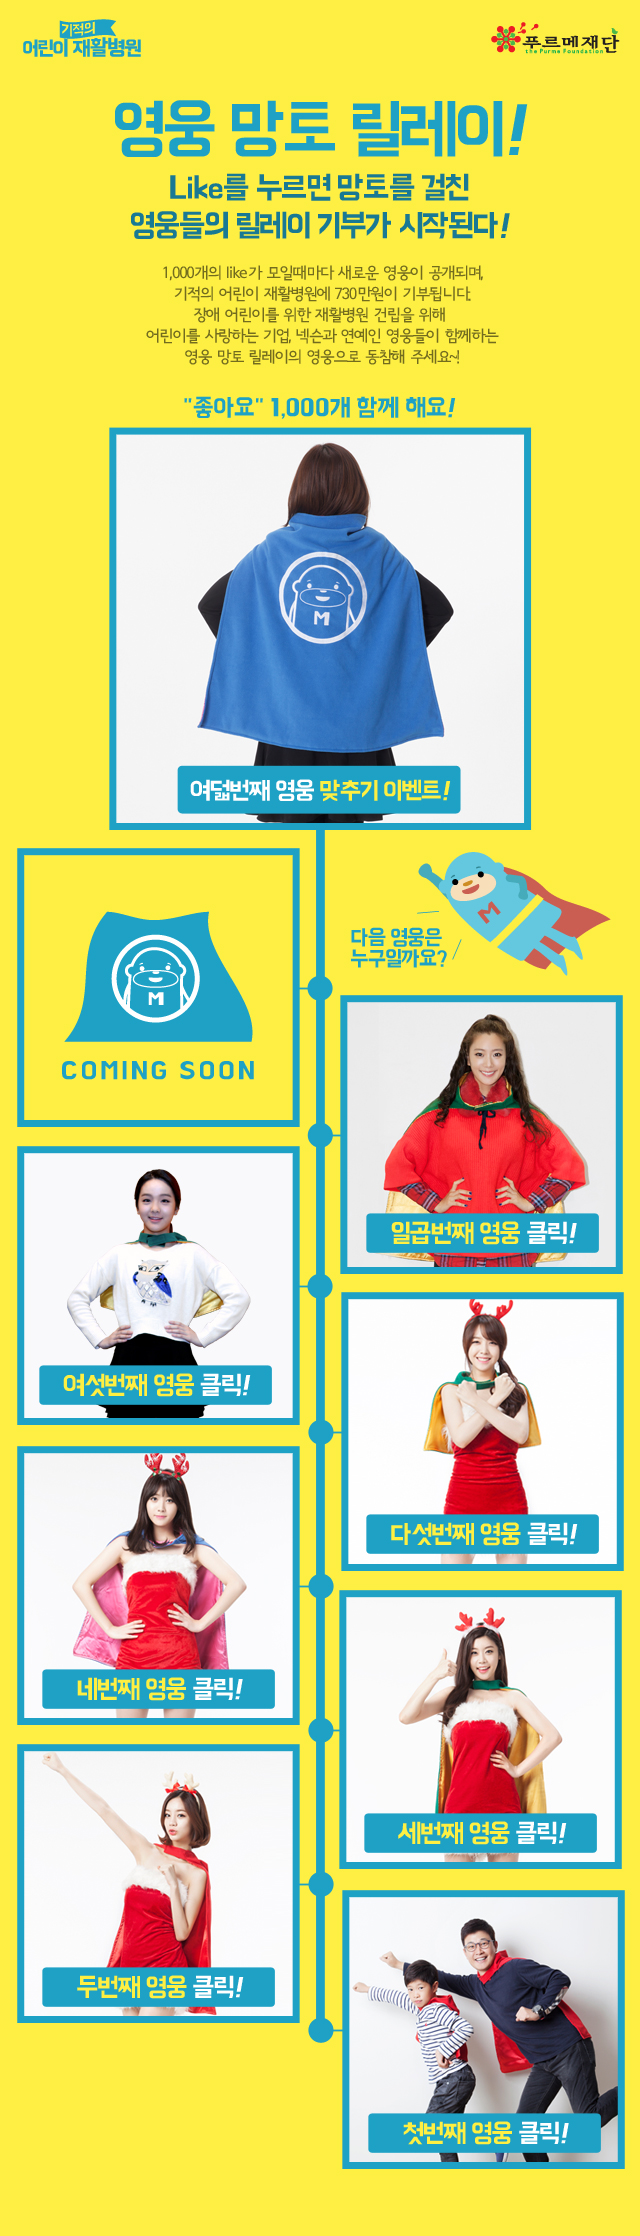 기적의
어린이 재활병원
푸르메재단
the Purme Foundation
영웅 망토 릴레이!
Like를 누르면 망토를 걸친
영웅들의 릴레이 기부가 시작된다!
1,000개의 like가 모일때마다 새로운 영웅이 공개되며,
기적의 어린이 재활병원에 730만원이 기부됩니다.
장애 어린이를 위한 재활병원 건립을 위해
어린이를 사랑하는 기업, 넥슨과 연예인 영웅들이 함께하는
영웅 망토 릴레이의 영웅으로 동참해 주세요~!
"좋아요" 1,000개 함께 해요!
M
여덟번째 영웅 맞추기 이벤트!
M
COMING SOON
M
다음 영웅은
누구일까요?
일곱번째 영웅 클릭!
여섯번째 영웅 클릭!
다섯번째 영웅 클릭!
네번째 영웅 클릭!
세번째 영웅 클릭!
두번째 영웅 클릭!
첫번째 영웅 클릭!